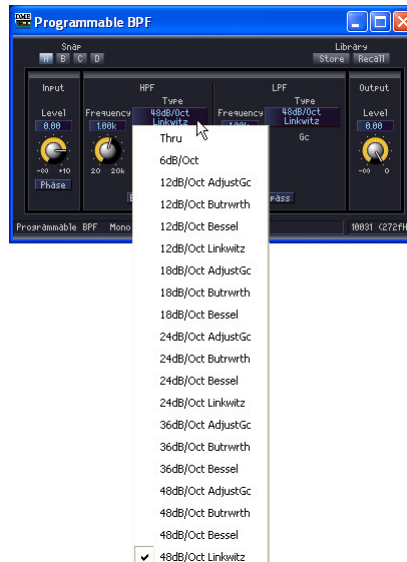 DME Programmable BPF
Snap
A B C D
Library
Store Recall
Input HPF LPF Output
Level Frequency Type Frequency Type Level
0.00 1.00k 48dB/Oct Linkwitz 48dB/Oct Linkwitz 0.00
Gc
-∞ +10 20 20k -∞ 0
Phase
Programmable BPF Mono
Thru
6dB/Oct
12dB/Oct AdjustGc
12dB/Oct Butrwrth
12dB/Oct Bessel
12dB/Oct Linkwitz
18dB/Oct AdjustGc
18dB/Oct Butrwrth
18dB/Oct Bessel
24dB/Oct AdjustGc
24dB/Oct Butrwrth
24dB/Oct Bessel
24dB/Oct Linkwitz
36dB/Oct AdjustGc
36dB/Oct Butrwrth
36dB/Oct Bessel
48dB/Oct AdjustGc
48dB/Oct Butrwrth
48dB/Oct Bessel
48dB/Oct Linkwitz